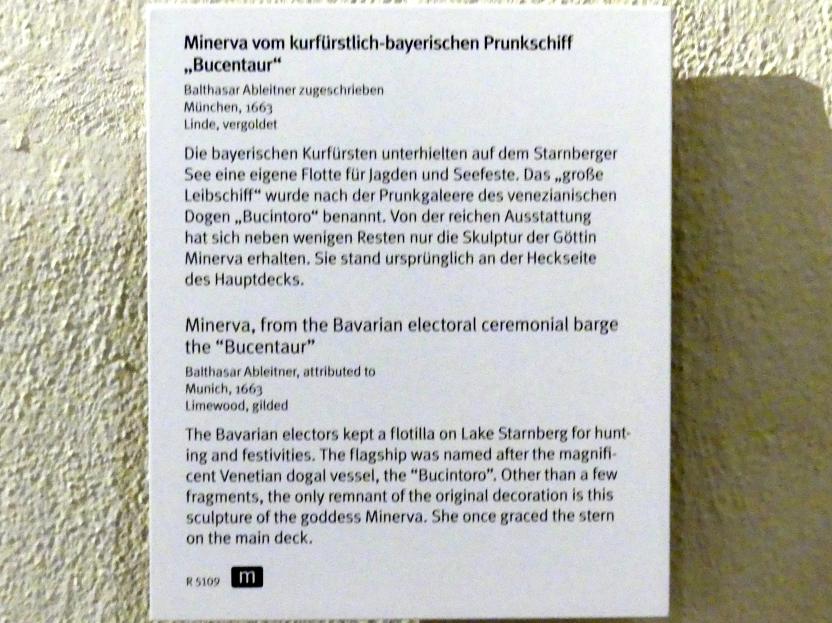 Minerva vom kurfürstlich-bayerischen Prunkschiff
„Bucentaur“
Balthasar Ableitner zugeschrieben
München, 1663
Linde, vergoldet
Die bayerischen Kurfürsten unterhielten auf dem Starnberger
See eine eigene Flotte für Jagden und Seefeste. Das „große
Leibschiff“ wurde nach der Prunkgaleere des venezianischen
Dogen „Bucintoro“ benannt. Von der reichen Ausstattung
hat sich neben wenigen Resten nur die Skulptur der Göttin
Minerva erhalten. Sie stand ursprünglich an der Heckseite
des Hauptdecks.
Minerva, from the Bavarian electoral ceremonial barge
the “Bucentaur”
Balthasar Ableitner, attributed to
Munich, 1663
Limewood, gilded
The Bavarian electors kept a flotilla on Lake Starnberg for hunt-
ing and festivities. The flagship was named after the magnifi-
cent Venetian dogal vessel, the “Bucintoro”. Other than a few
fragments, the only remnant of the original decoration is this
sculpture of the goddess Minerva. She once graced the stern
on the main deck.
R 5109 m